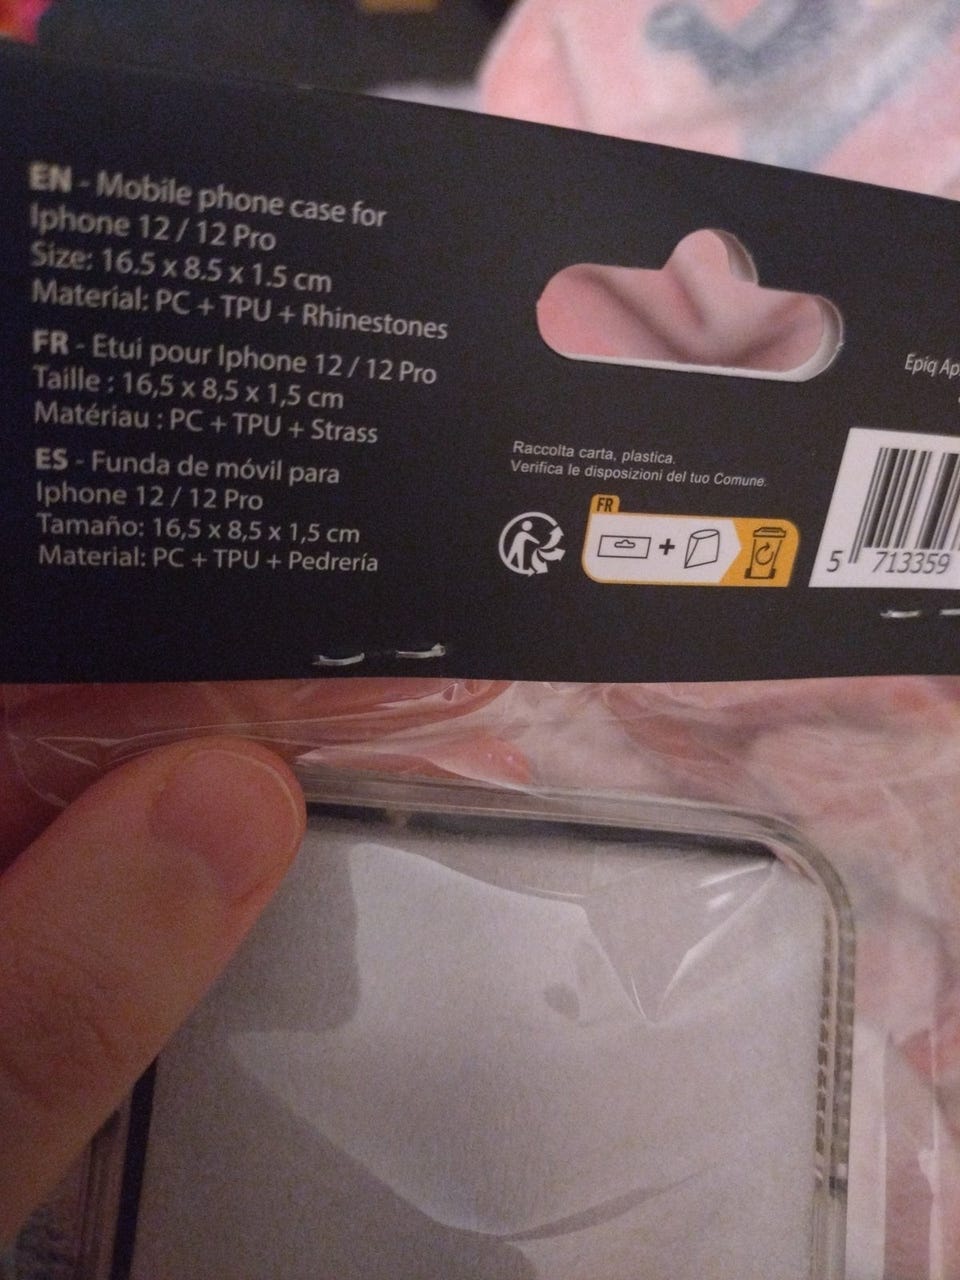 EN - Mobile phone case for
Iphone 12 / 12 Pro
Size: 16.5 x 8.5 x 1.5 cm
Material: PC + TPU + Rhinestones
FR - Etui pour Iphone 12 / 12 Pro
Taille : 16,5 x 8,5 x 1,5 cm
Matériau : PC + TPU + Strass
ES - Funda de móvil para
Iphone 12 / 12 Pro
Tamaño: 16,5 x 8,5 x 1,5 cm
Material: PC + TPU + Pedrería
Raccolta carta, plastica.
Verifica le disposizioni del tuo Comune.
FR
+
Epiq
5 713359